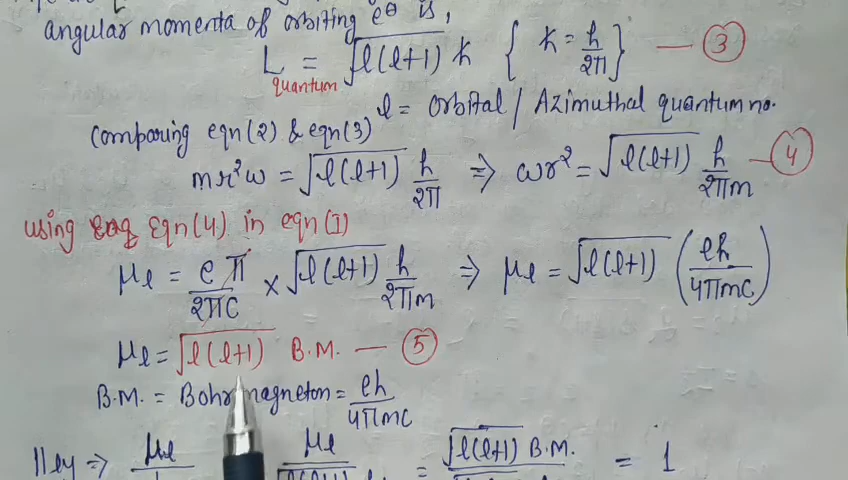 angular momenta of orbiting e⊖ is,
L quantum = √l(l+1) ħ { ħ = h/2π } — ③
l = orbital / Azimuthal quantum no.
Comparing eqn(2) & eqn(3)
mr²ω = √l(l+1) h/2π ⇒ ωr² = √l(l+1) h/2πm — ④
using Eqn(4) in eqn(1)
μl = eπ/2πc × √l(l+1) h/2πm ⇒ μl = √l(l+1) (eh/4πmc)
μl = √l(l+1) B.M. — ⑤
B.M. = Bohr magneton = eh/4πmc
lly ⇒ μl μl = √l(l+1) B.M. = 1